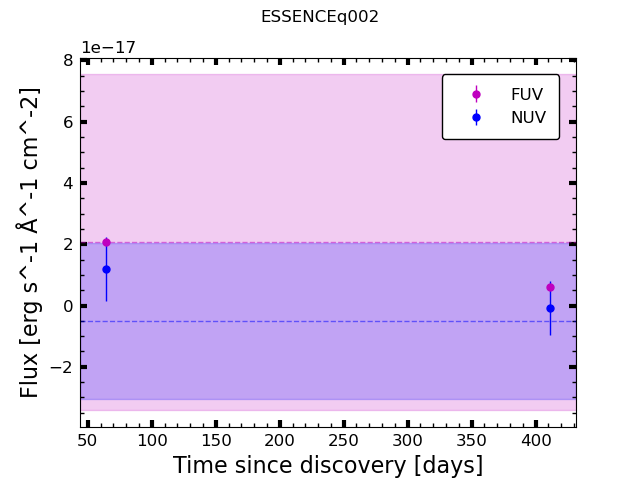 ESSENCEq002
1e−17
8
6
4
2
0
−2
Flux [erg s^-1 Å^-1 cm^-2]
FUV
NUV
50 100 150 200 250 300 350 400
Time since discovery [days]